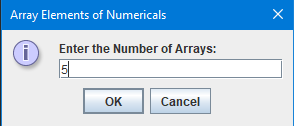 Array Elements of Numericals
Enter the Number of Arrays:
5
OK
Cancel